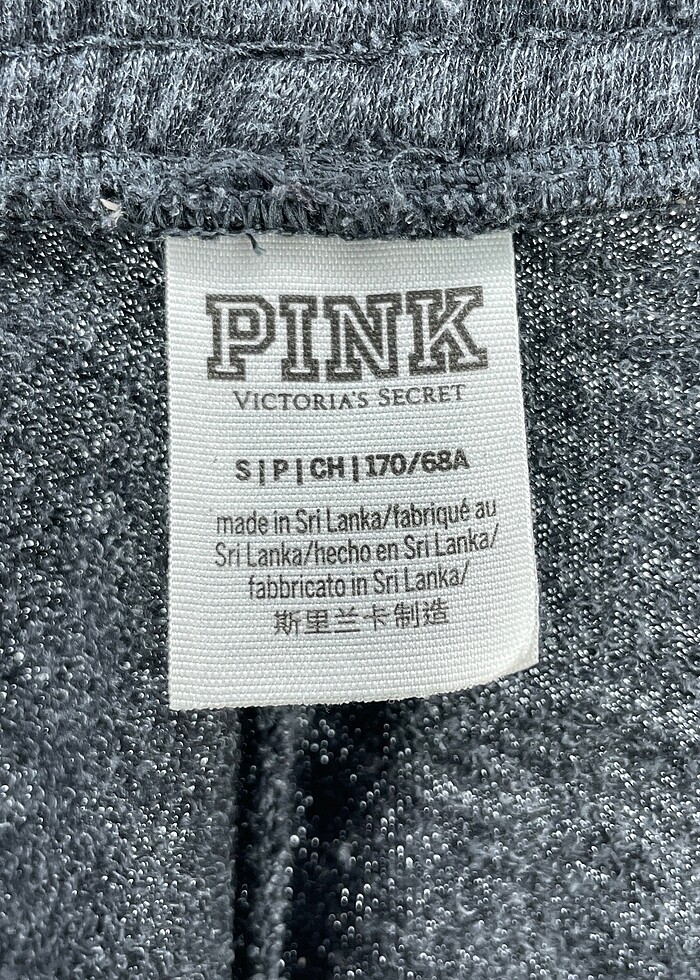 PINK
VICTORIA'S SECRET
S|P|CH|170/68A
made in Sri Lanka/fabriqué au
Sri Lanka/hecho en Sri Lanka/
fabbricato in Sri Lanka/
斯里兰卡制造